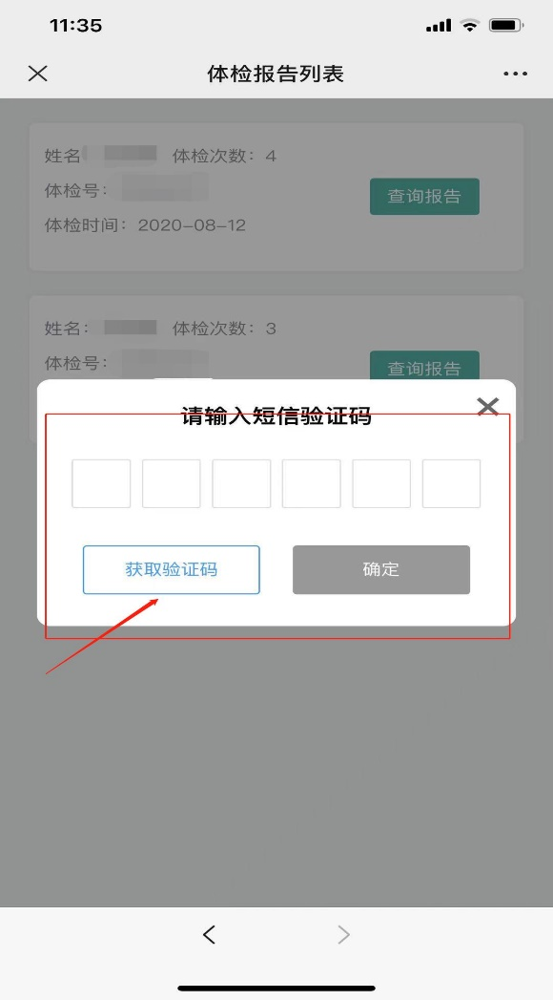 11:35
体检报告列表
姓名 体检次数：4
体检号：
查询报告
体检时间：2020-08-12
姓名： 体检次数：3
体检号：
查询报告
请输入短信验证码
获取验证码 确定